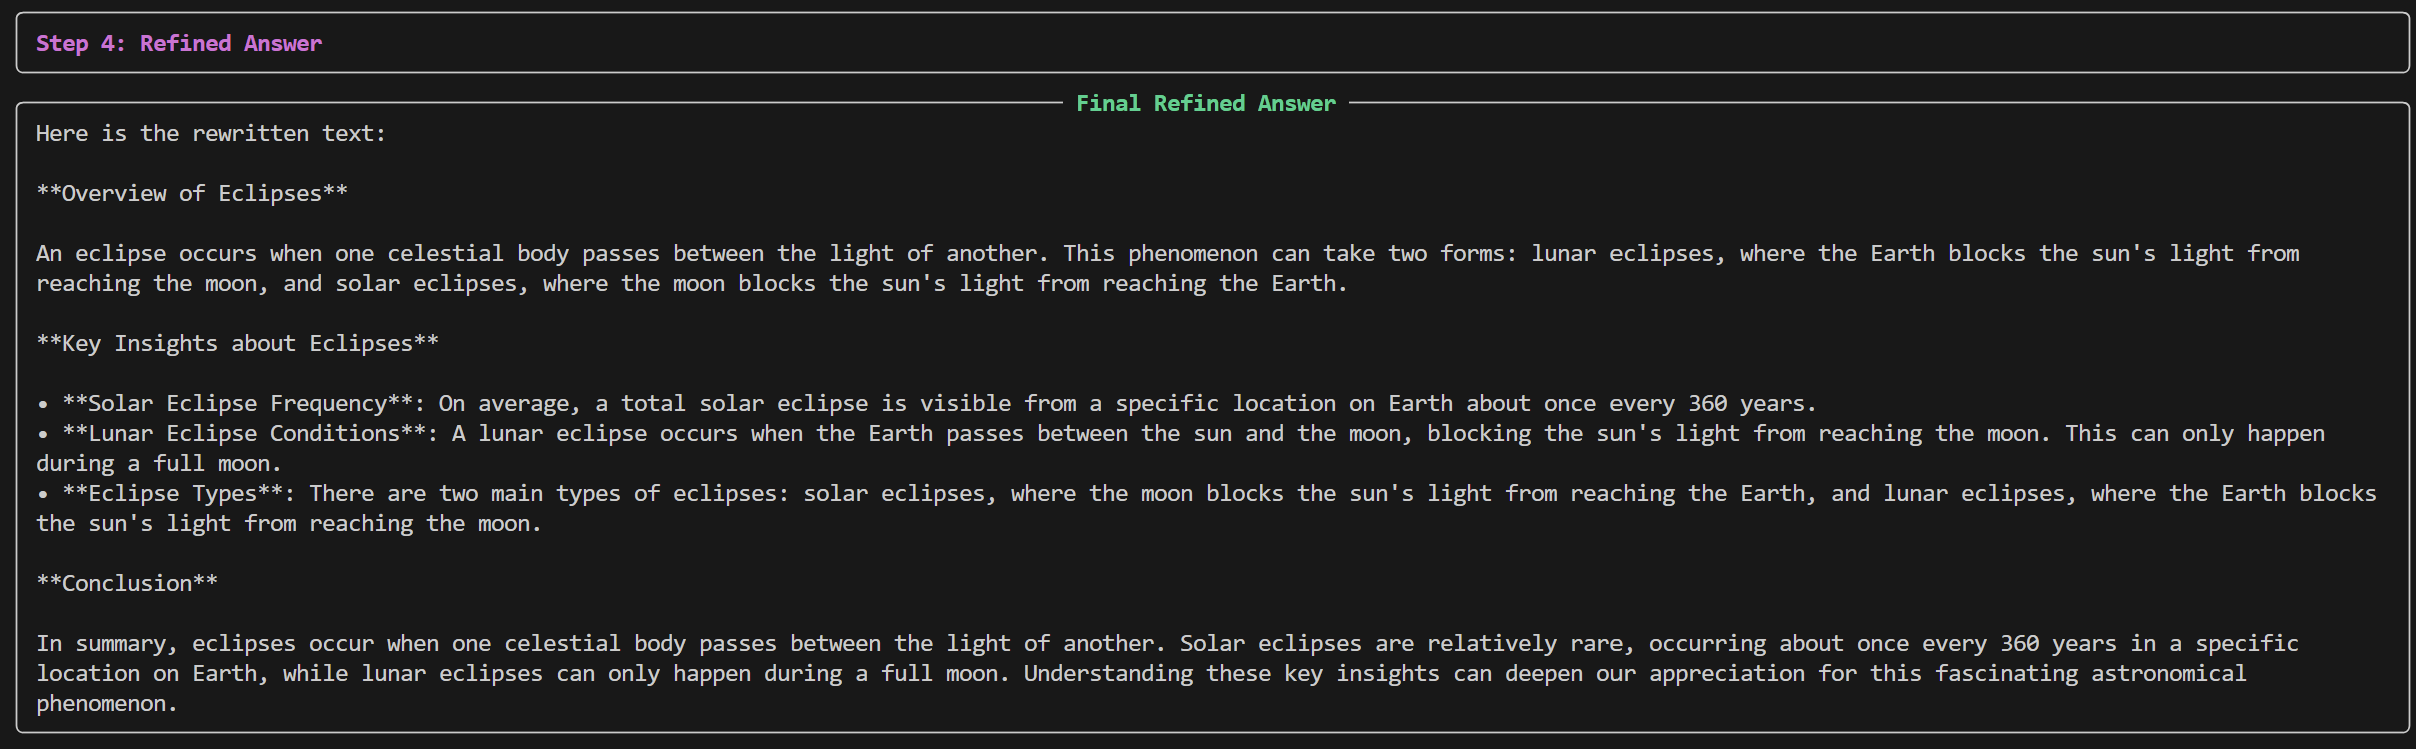 Step 4: Refined Answer
Final Refined Answer
Here is the rewritten text:
**Overview of Eclipses**
An eclipse occurs when one celestial body passes between the light of another. This phenomenon can take two forms: lunar eclipses, where the Earth blocks the sun's light from
reaching the moon, and solar eclipses, where the moon blocks the sun's light from reaching the Earth.
**Key Insights about Eclipses**
• **Solar Eclipse Frequency**: On average, a total solar eclipse is visible from a specific location on Earth about once every 360 years.
• **Lunar Eclipse Conditions**: A lunar eclipse occurs when the Earth passes between the sun and the moon, blocking the sun's light from reaching the moon. This can only happen
during a full moon.
• **Eclipse Types**: There are two main types of eclipses: solar eclipses, where the moon blocks the sun's light from reaching the Earth, and lunar eclipses, where the Earth blocks
the sun's light from reaching the moon.
**Conclusion**
In summary, eclipses occur when one celestial body passes between the light of another. Solar eclipses are relatively rare, occurring about once every 360 years in a specific
location on Earth, while lunar eclipses can only happen during a full moon. Understanding these key insights can deepen our appreciation for this fascinating astronomical
phenomenon.